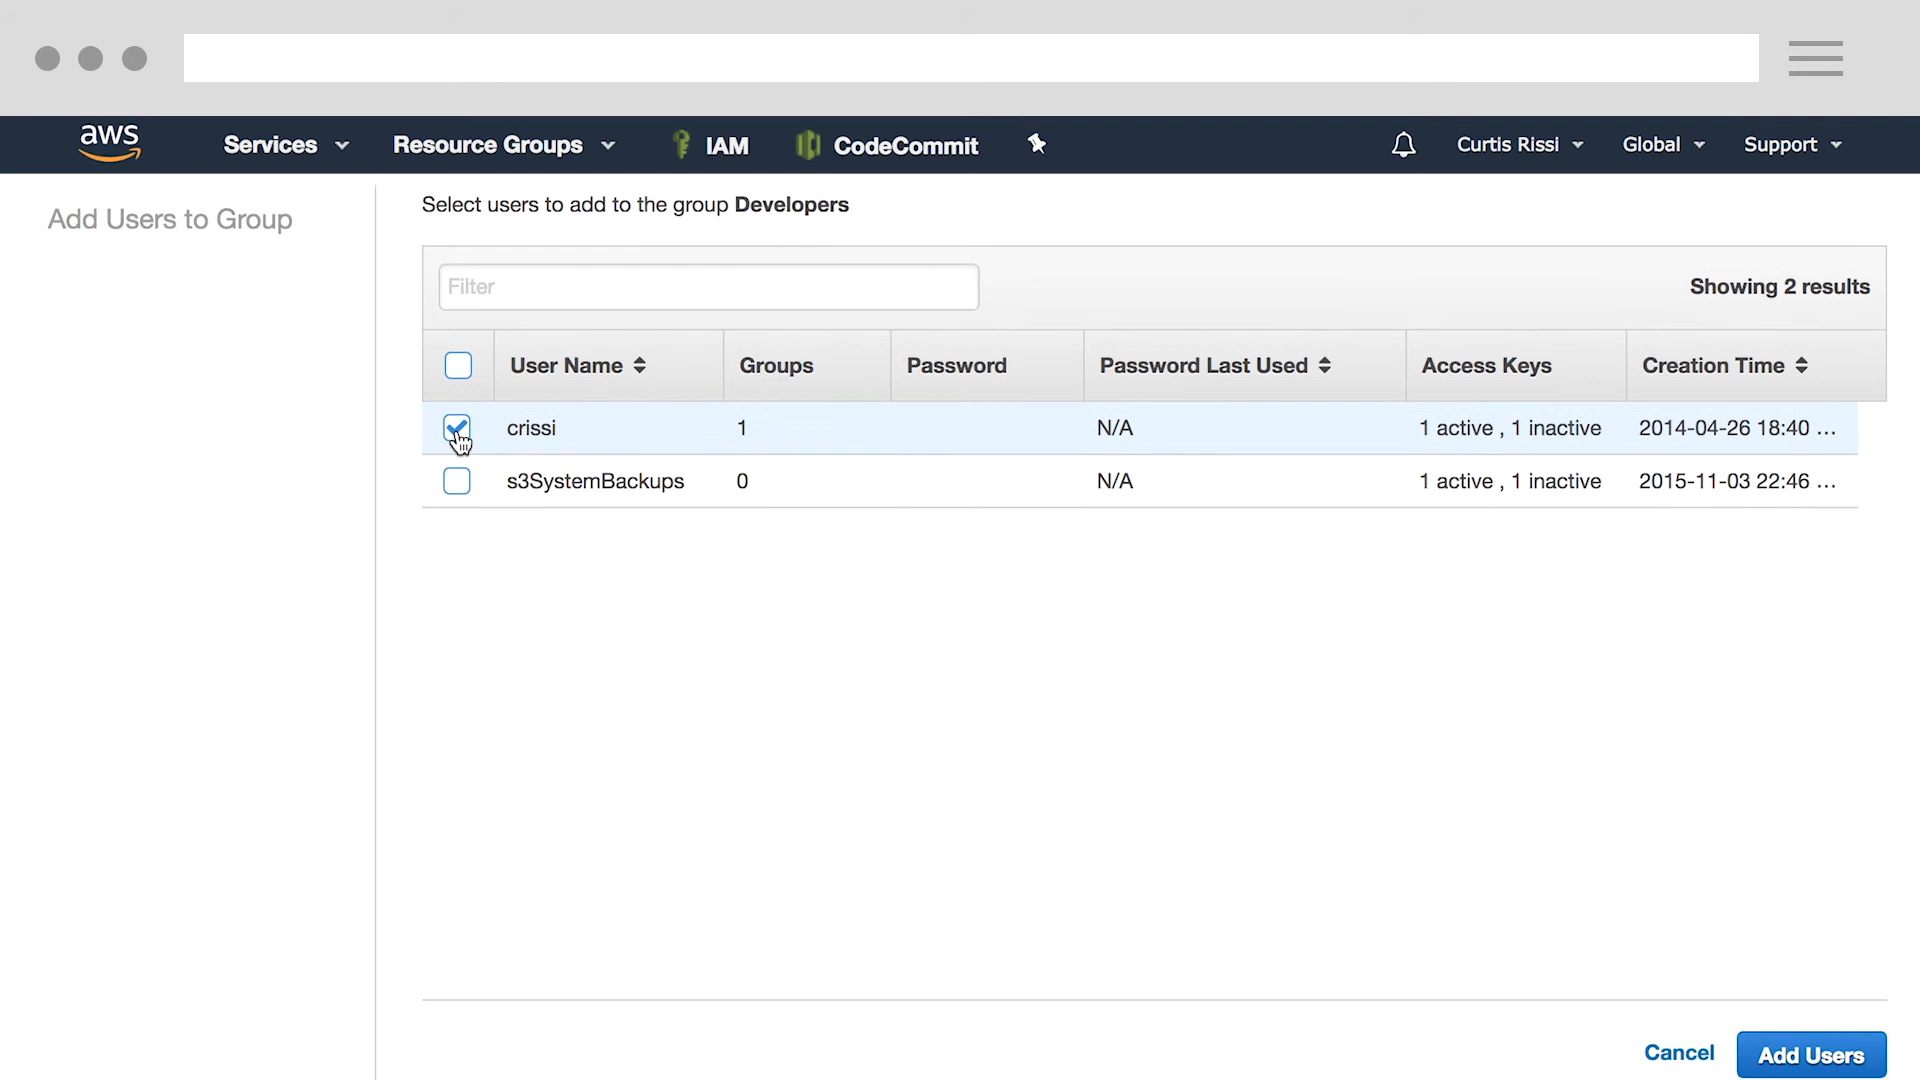 aws
Services
Resource Groups
IAM
CodeCommit
Curtis Rissi
Global
Support
Add Users to Group
Select users to add to the group Developers
Filter
Showing 2 results
User Name
Groups
Password
Password Last Used
Access Keys
Creation Time
crissi
1
N/A
1 active , 1 inactive
2014-04-26 18:40 ...
s3SystemBackups
0
N/A
1 active , 1 inactive
2015-11-03 22:46 ...
Cancel
Add Users